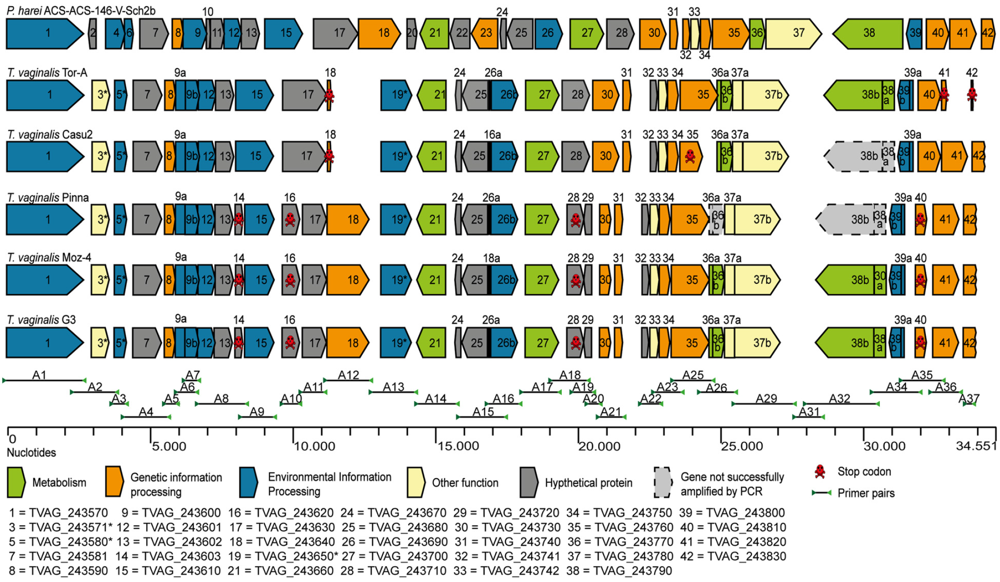 P. harei ACS-ACS-146-V-Sch2b 10 24 31 33
1 2 4 6 7 8 9 11 12 13 15 17 18 20 21 22 23 25 26 27 28 30 35 36 37 38 39 40 41 42
32 34
T. vaginalis Tor-A 9a 18 24 26a 31 32 33 34 36a 37a 39a 41 42
1 3* 5* 7 8 9b 12 13 15 17 19* 21 25 26b 27 28 30 35 36b 37b 38b 38a 39b 40
T. vaginalis Casu2 9a 18 24 16a 31 32 33 34 35 36a 37a 39a
1 3* 5* 7 8 9b 12 13 15 17 19* 21 25 26b 27 28 30 36b 37b 38b 38a 39b 40 41 42
T. vaginalis Pinna 9a 14 16 24 26a 28 29 31 32 33 34 36a 37a 39a 40
1 3* 5* 7 8 9b 12 13 15 17 18 19* 21 25 26b 27 30 35 36b 37b 38b 38a 39b 41 42
T. vaginalis Moz-4 9a 14 16 24 18a 28 29 31 32 33 34 36a 37a 39a 40
1 3* 5* 7 8 9b 12 13 15 17 18 19* 21 25 26b 27 30 35 36b 37b 38b 30a 39b 41 42
T. vaginalis G3 9a 14 16 24 26a 28 29 31 32 33 34 36a 37a 39a 40
1 3* 5* 7 8 9b 12 13 15 17 18 19* 21 25 26b 27 30 35 36b 37b 38b 38a 39b 41 42
A1 A7 A12 A18 A25 A35
A2 A6 A11 A13 A17 A19 A23 A26 A34 A36
A3 A5 A8 A10 A14 A16 A20 A22 A29 A32 A37
A4 A9 A15 A21 A31
0 5.000 10.000 15.000 20.000 25.000 30.000 34.551
Nuclotides
Metabolism
Genetic information
processing
Environmental Information
Processing
Other function
Hypthetical protein
Gene not successfully
amplified by PCR
Stop codon
Primer pairs
1 = TVAG_243570 9 = TVAG_243600 16 = TVAG_243620 24 = TVAG_243670 29 = TVAG_243720 34 = TVAG_243750 39 = TVAG_243800
3 = TVAG_243571* 12 = TVAG_243601 17 = TVAG_243630 25 = TVAG_243680 30 = TVAG_243730 35 = TVAG_243760 40 = TVAG_243810
5 = TVAG_243580* 13 = TVAG_243602 18 = TVAG_243640 26 = TVAG_243690 31 = TVAG_243740 36 = TVAG_243770 41 = TVAG_243820
7 = TVAG_243581 14 = TVAG_243603 19 = TVAG_243650* 27 = TVAG_243700 32 = TVAG_243741 37 = TVAG_243780 42 = TVAG_243830
8 = TVAG_243590 15 = TVAG_243610 21 = TVAG_243660 28 = TVAG_243710 33 = TVAG_243742 38 = TVAG_243790